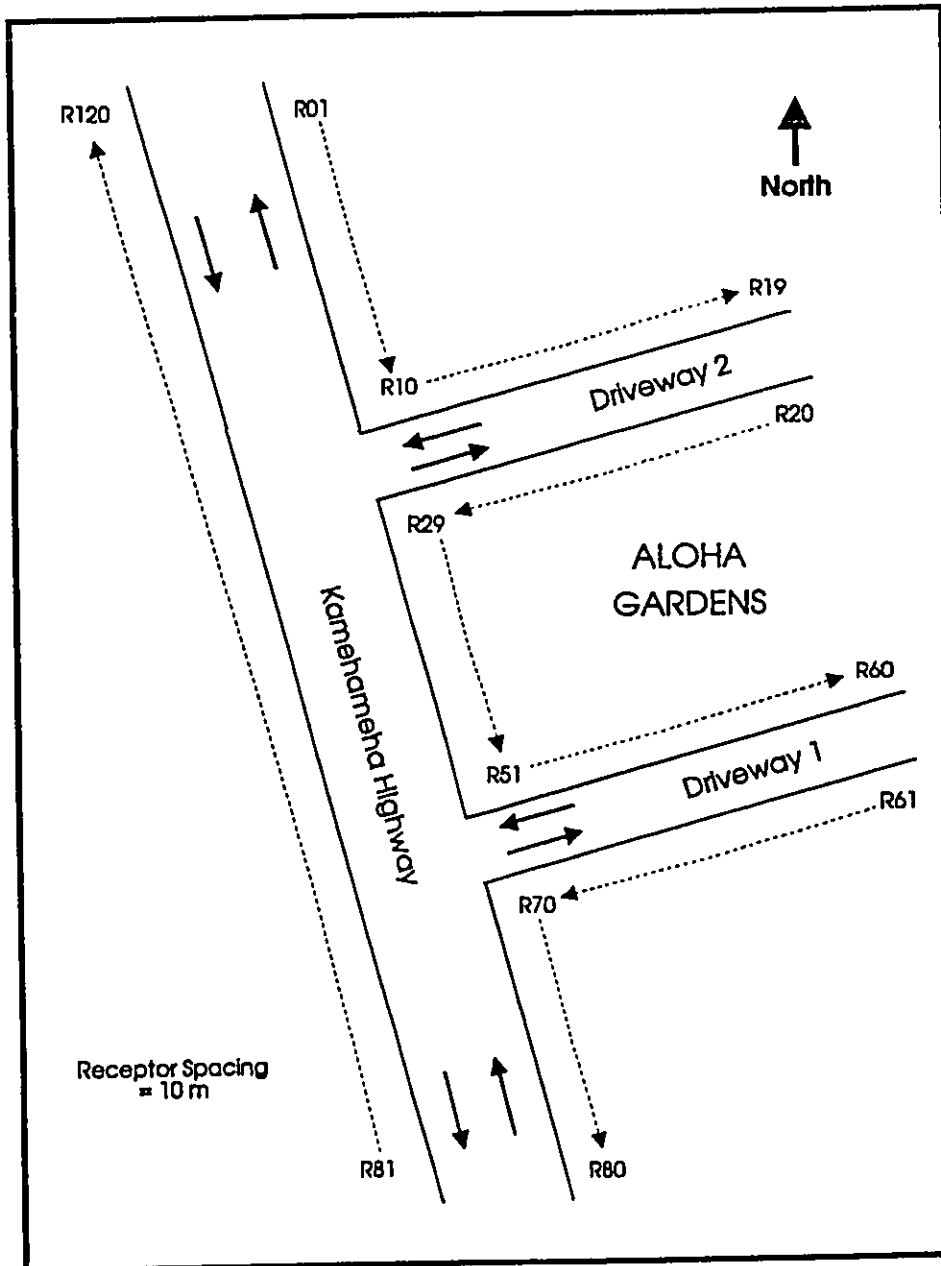 R120
R01
North
R19
R10
Driveway 2
R20
R29
ALOHA
GARDENS
Kamehameha Highway
R60
R51
Driveway 1
R61
R70
Receptor Spacing
= 10 m
R81
R80